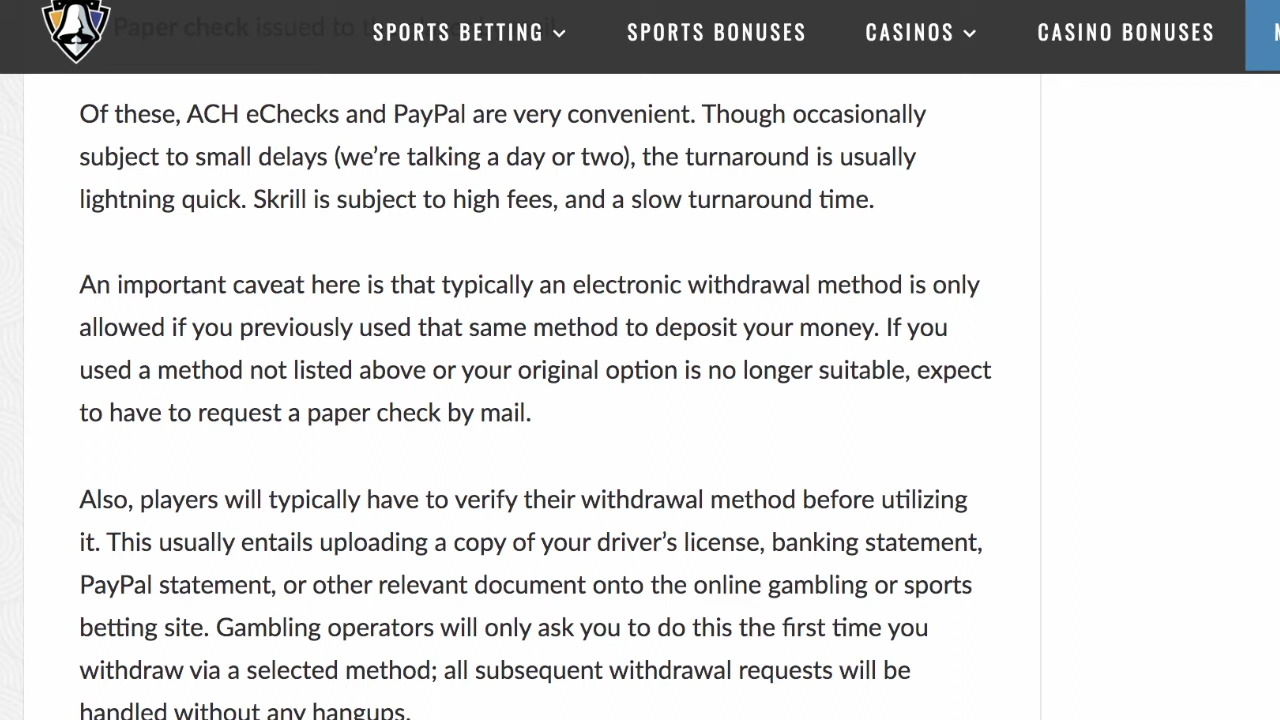 Paper check issued to
SPORTS BETTING SPORTS BONUSES CASINOS CASINO BONUSES
Of these, ACH eChecks and PayPal are very convenient. Though occasionally
subject to small delays (we’re talking a day or two), the turnaround is usually
lightning quick. Skrill is subject to high fees, and a slow turnaround time.
An important caveat here is that typically an electronic withdrawal method is only
allowed if you previously used that same method to deposit your money. If you
used a method not listed above or your original option is no longer suitable, expect
to have to request a paper check by mail.
Also, players will typically have to verify their withdrawal method before utilizing
it. This usually entails uploading a copy of your driver’s license, banking statement,
PayPal statement, or other relevant document onto the online gambling or sports
betting site. Gambling operators will only ask you to do this the first time you
withdraw via a selected method; all subsequent withdrawal requests will be
handled without any hangups.